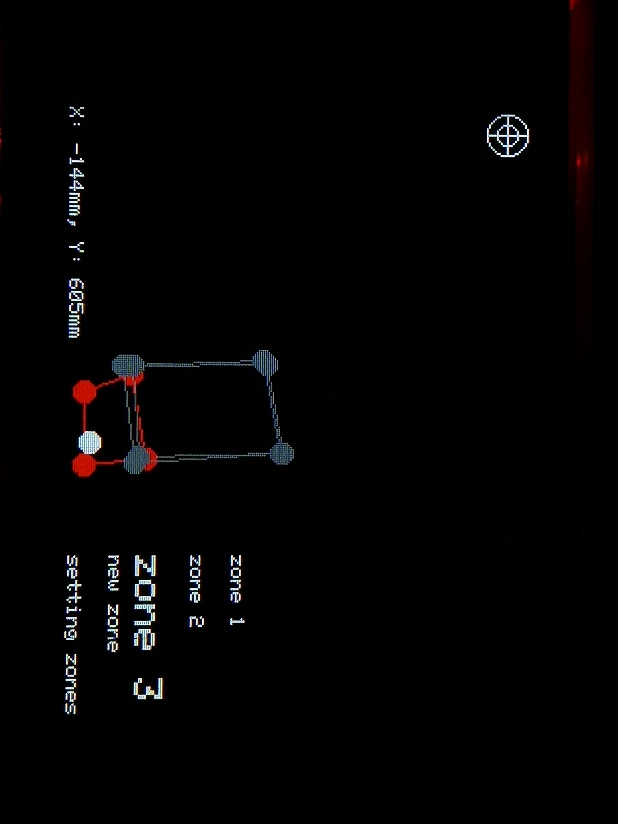 zone 1
zone 2
zone 3
new zone
X: -144mm, Y: 605mm
setting zones